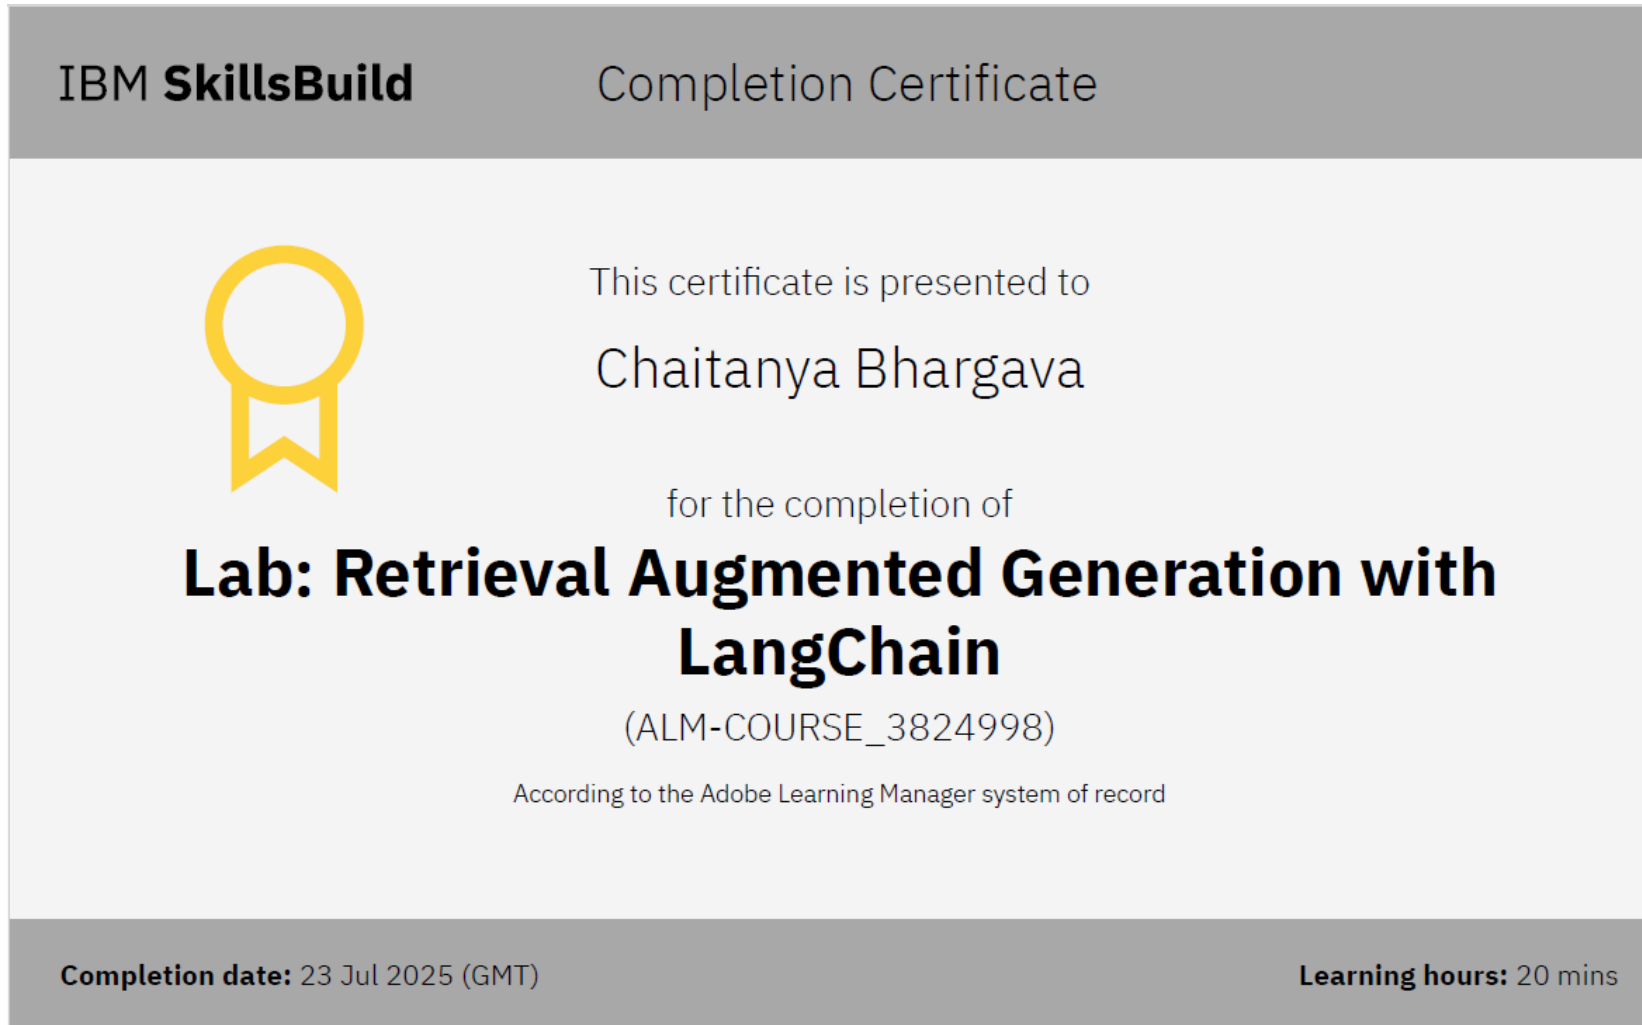 IBM SkillsBuild
Completion Certificate
This certificate is presented to
Chaitanya Bhargava
for the completion of
Lab: Retrieval Augmented Generation with
LangChain
(ALM-COURSE_3824998)
According to the Adobe Learning Manager system of record
Completion date: 23 Jul 2025 (GMT)
Learning hours: 20 mins